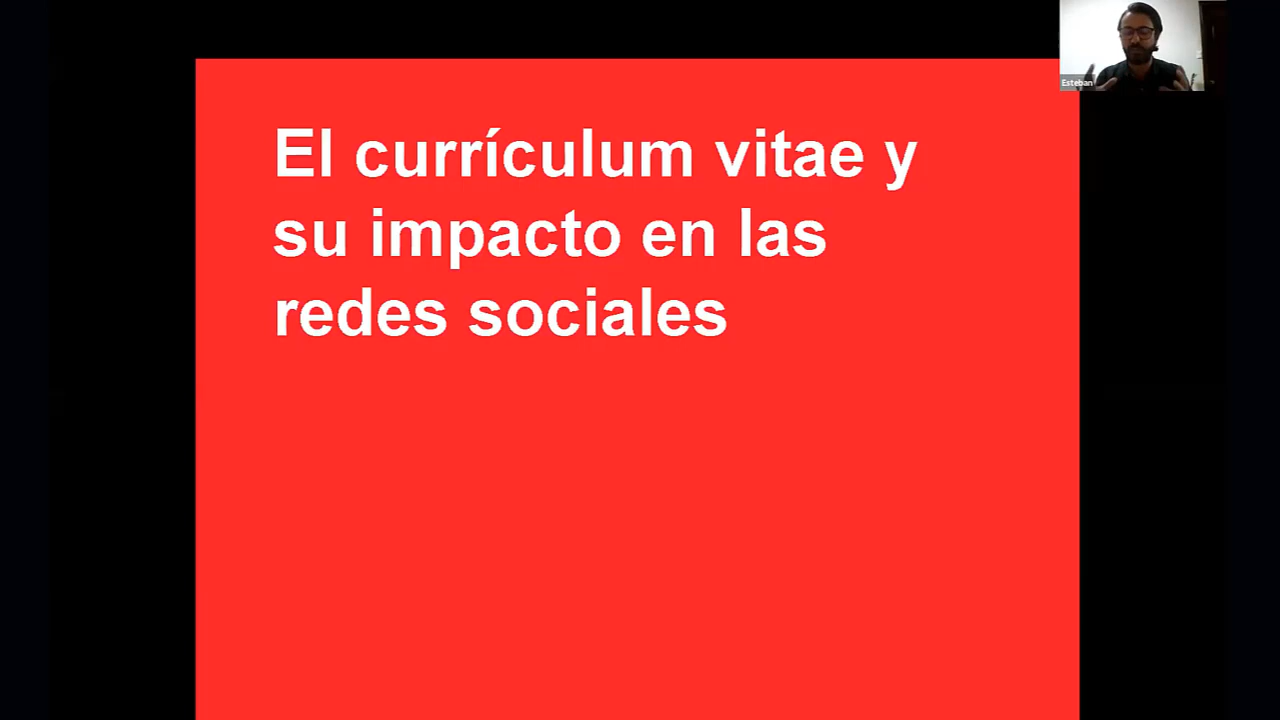 El currículum vitae y
su impacto en las
redes sociales
Esteban